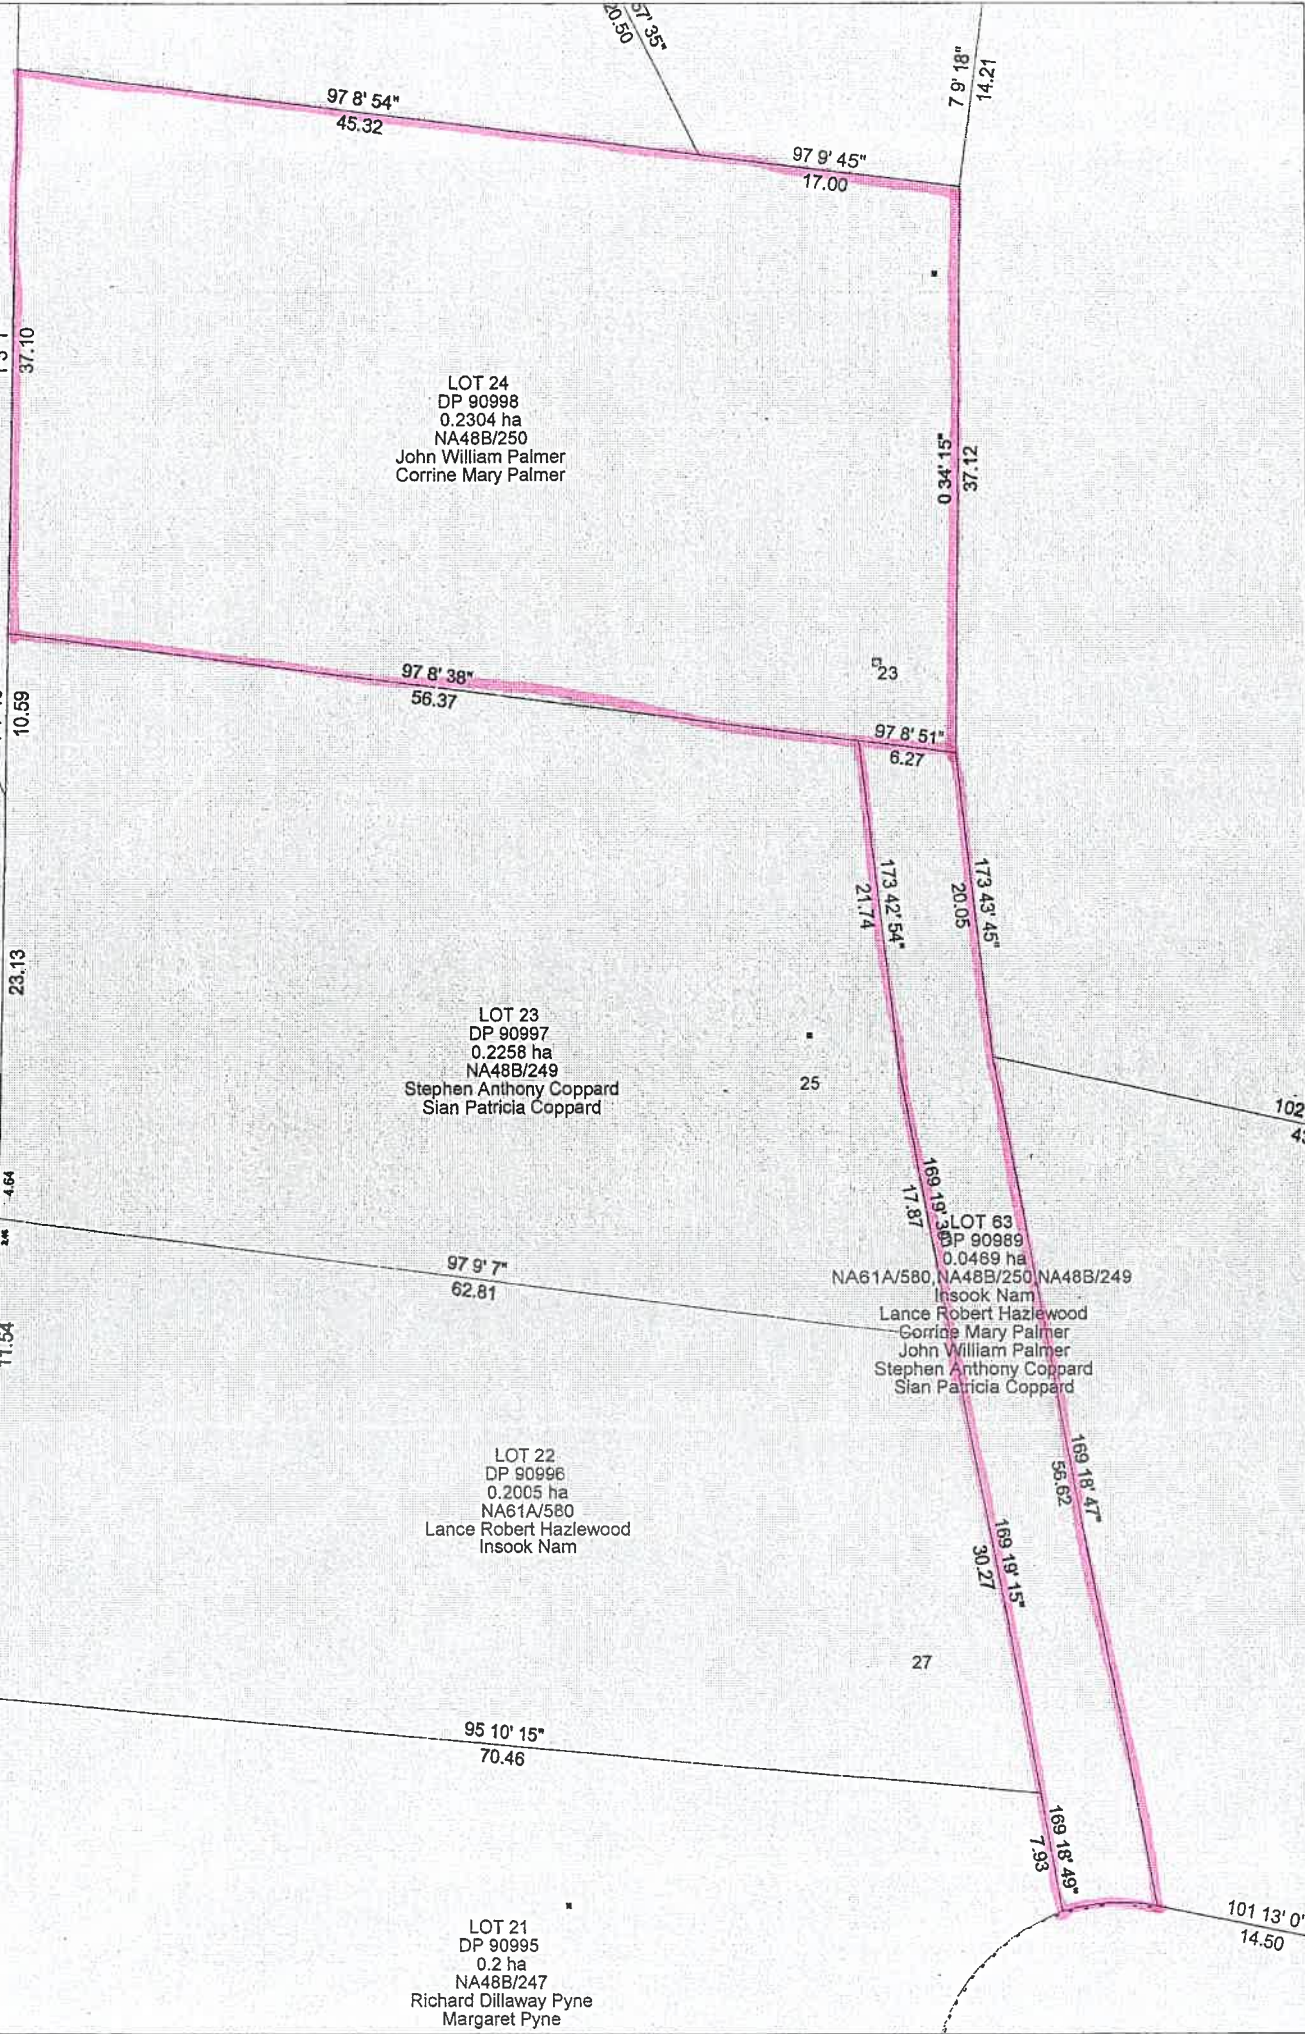 57' 35"
20.50
7 9' 18"
14.21
97 8' 54"
45.32
97 9' 45"
17.00
37.10
LOT 24
DP 90998
0.2304 ha
NA48B/250
John William Palmer
Corrine Mary Palmer
0 34' 15"
37.12
97 8' 38"
56.37
23
97 8' 51"
6.27
10.59
173 42' 54"
21.74
173 43' 45"
20.05
23.13
LOT 23
DP 90997
0.2258 ha
NA48B/249
Stephen Anthony Coppard
Sian Patricia Coppard
25
102
43
4.64
169 19' 36"
17.87
LOT 63
DP 90989
0.0469 ha
NA61A/580,NA48B/250,NA48B/249
Insook Nam
Lance Robert Hazlewood
Corrine Mary Palmer
John William Palmer
Stephen Anthony Coppard
Sian Patricia Coppard
97 9' 7"
62.81
11.54
LOT 22
DP 90996
0.2005 ha
NA61A/580
Lance Robert Hazlewood
Insook Nam
169 18' 47"
56.62
169 19' 15"
30.27
27
95 10' 15"
70.46
169 18' 49"
7.93
101 13' 0"
14.50
LOT 21
DP 90995
0.2 ha
NA48B/247
Richard Dillaway Pyne
Margaret Pyne